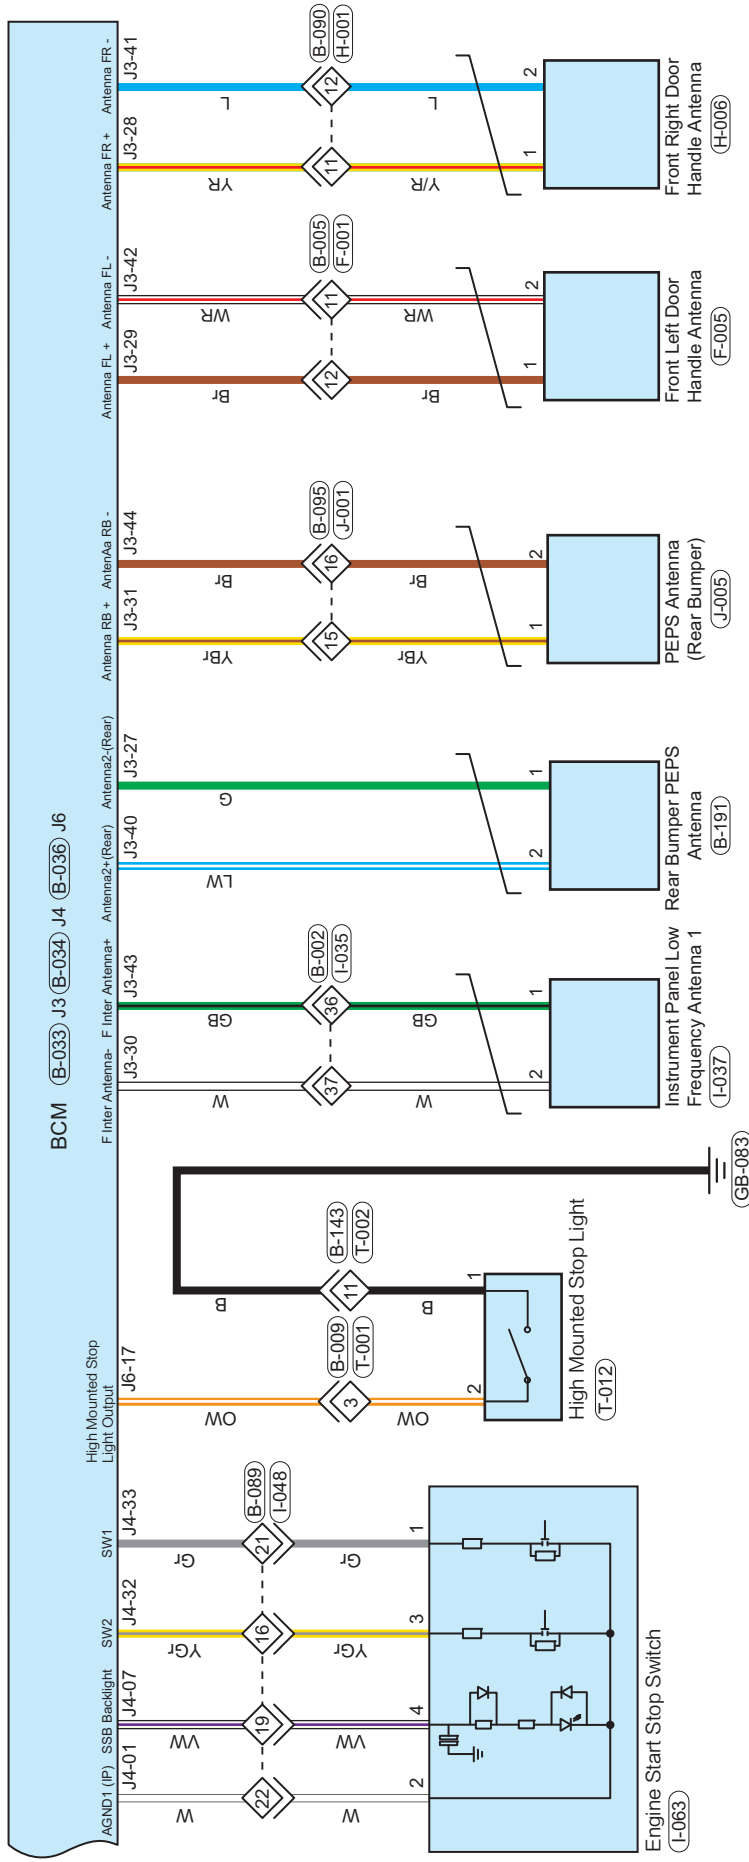 BCM B-033 J3 B-034 J4 B-036 J6
AGND1 (IP)
SSB Backlight
SW2
SW1
High Mounted Stop
Light Output
F Inter Antenna-
F Inter Antenna+
Antenna2+(Rear)
Antenna2-(Rear)
Antenna RB +
AntenAa RB -
Antenna FL +
Antenna FL -
Antenna FR +
Antenna FR -
J4-01
J4-07
J4-32
J4-33
J6-17
J3-30
J3-43
J3-40
J3-27
J3-31
J3-44
J3-29
J3-42
J3-28
J3-41
W
VW
YGr
Gr
OW
B
W
GB
LW
G
YBr
Br
Br
WR
YR
L
22
19
16
21
B-089
I-048
3
B-009
T-001
11
B-143
T-002
37
36
B-002
I-035
15
16
B-095
J-001
12
11
B-005
F-001
11
12
B-090
H-001
W
VW
YGr
Gr
OW
B
W
GB
YBr
Br
Br
WR
Y/R
L
2
4
3
1
2
1
2
1
2
1
1
2
1
2
1
2
Engine Start Stop Switch
I-063
High Mounted Stop Light
T-012
GB-083
Instrument Panel Low
Frequency Antenna 1
I-037
Rear Bumper PEPS
Antenna
B-191
PEPS Antenna
(Rear Bumper)
J-005
Front Left Door
Handle Antenna
F-005
Front Right Door
Handle Antenna
H-006